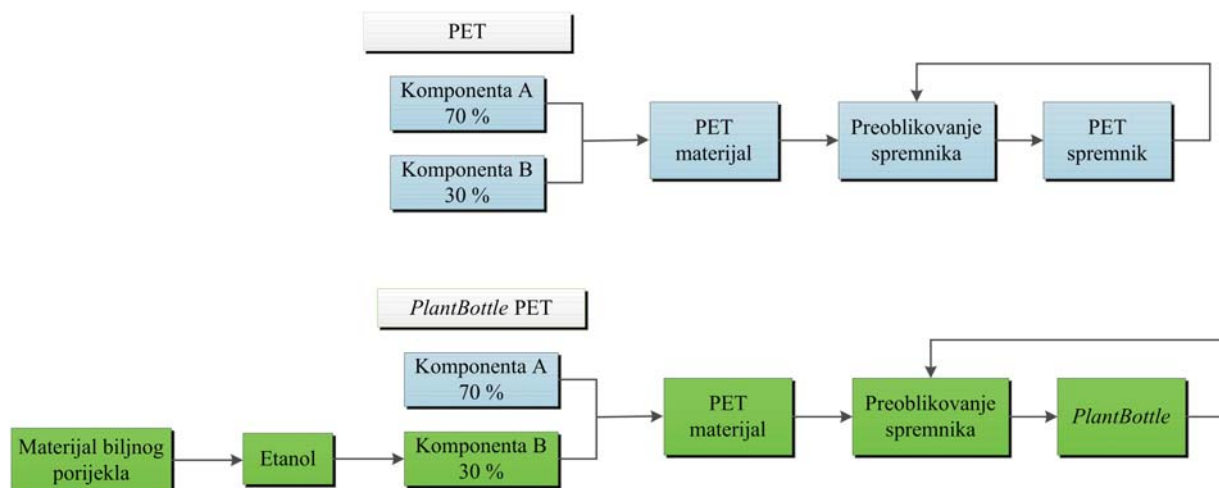 PET
Komponenta A
70 %
Komponenta B
30 %
PET
materijal
Preoblikovanje
spremnika
PET
spremnik
PlantBottle PET
Komponenta A
70 %
Materijal biljnog
porijekla
Etanol
Komponenta B
30 %
PET
materijal
Preoblikovanje
spremnika
PlantBottle